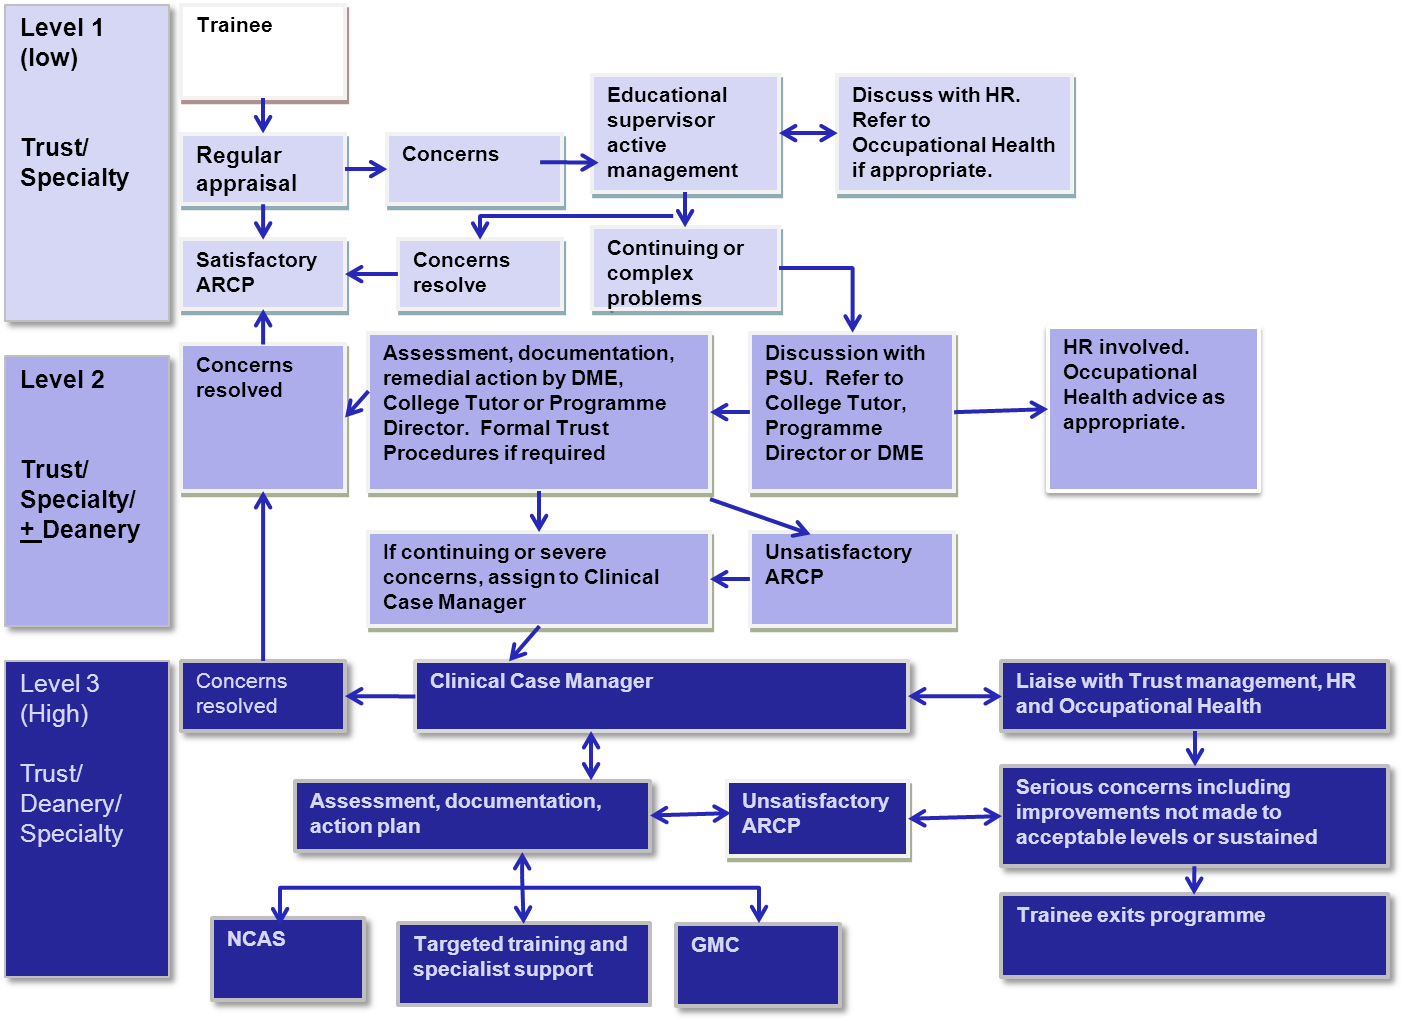 Level 1
(low)
Trust/
Specialty
Trainee
Regular
appraisal
Concerns
Educational
supervisor
active
management
Discuss with HR.
Refer to
Occupational Health
if appropriate.
Satisfactory
ARCP
Concerns
resolve
Continuing or
complex
problems
Level 2
Trust/
Specialty/
+ Deanery
Concerns
resolved
Assessment, documentation,
remedial action by DME,
College Tutor or Programme
Director.  Formal Trust
Procedures if required
Discussion with
PSU.  Refer to
College Tutor,
Programme
Director or DME
HR involved.
Occupational
Health advice as
appropriate.
If continuing or severe
concerns, assign to Clinical
Case Manager
Unsatisfactory
ARCP
Level 3
(High)
Trust/
Deanery/
Specialty
Concerns
resolved
Clinical Case Manager
Liaise with Trust management, HR
and Occupational Health
Assessment, documentation,
action plan
Unsatisfactory
ARCP
Serious concerns including
improvements not made to
acceptable levels or sustained
NCAS
Targeted training and
specialist support
GMC
Trainee exits programme